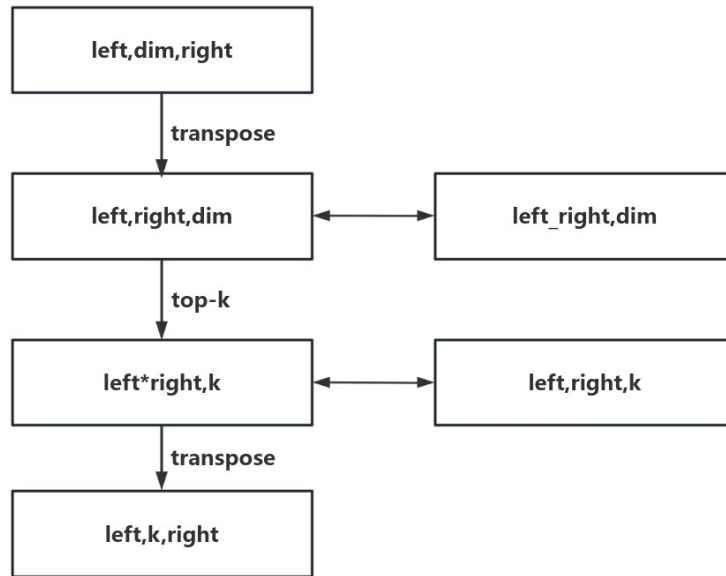 left,dim,right
transpose
left,right,dim
left_right,dim
top-k
left*right,k
left,right,k
transpose
left,k,right